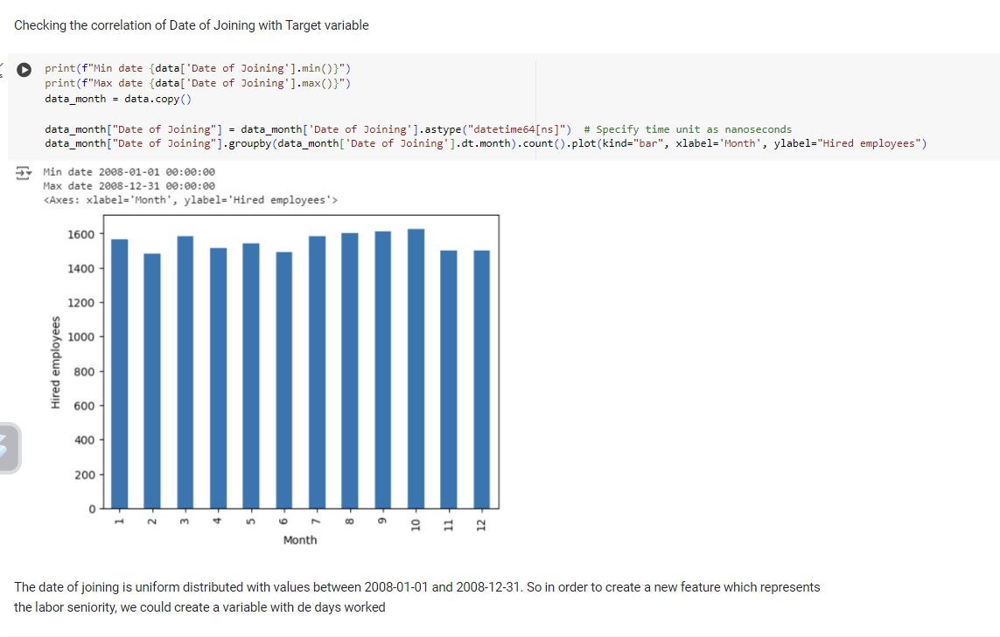 Checking the correlation of Date of Joining with Target variable
print(f"Min date {data['Date of Joining'].min()}")
print(f"Max date {data['Date of Joining'].max()}")
data_month = data.copy()
data_month["Date of Joining"] = data_month['Date of Joining'].astype("datetime64[ns]")  # Specify time unit as nanoseconds
data_month["Date of Joining"].groupby(data_month['Date of Joining'].dt.month).count().plot(kind="bar", xlabel='Month', ylabel="Hired employees")
Min date 2008-01-01 00:00:00
Max date 2008-12-31 00:00:00
<Axes: xlabel='Month', ylabel='Hired employees'>
1600
1400
1200
1000
800
600
400
200
0
Hired employees
1 2 3 4 5 6 7 8 9 10 11 12
Month
The date of joining is uniform distributed with values between 2008-01-01 and 2008-12-31. So in order to create a new feature which represents
the labor seniority, we could create a variable with de days worked